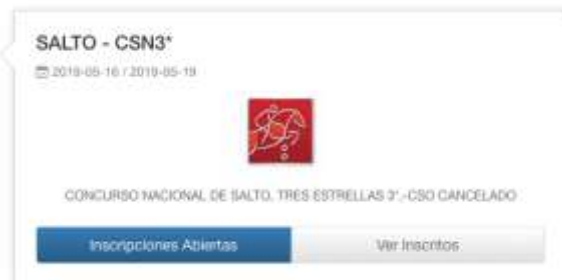 SALTO - CSN3*
2019-05-16 / 2019-05-19
CONCURSO NACIONAL DE SALTO, TRES ESTRELLAS 3*.-CSO CANCELADO
Inscripciones Abiertas
Ver Inscritos